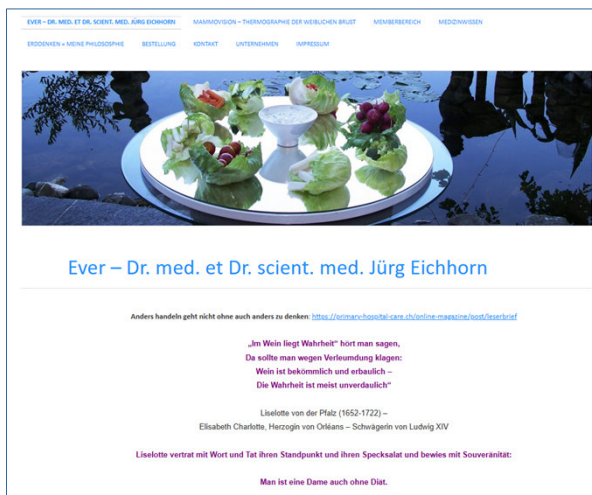 EVER – DR. MED. ET DR. SCIENT. MED. JÜRG EICHHORN MAMMOVISION – THERMOGRAPHIE DER WEIBLICHEN BRUST MEMBERBEREICH MEDIZINWISSEN
ERDDENKEN = MEINE PHILOSOSPHIE BESTELLUNG KONTAKT UNTERNEHMEN IMPRESSUM
Ever – Dr. med. et Dr. scient. med. Jürg Eichhorn
Anders handeln geht nicht ohne auch anders zu denken: https://primary-hospital-care.ch/online-magazine/post/leserbrief
„Im Wein liegt Wahrheit“ hört man sagen,
Da sollte man wegen Verleumdung klagen:
Wein ist bekömmlich und erbaulich –
Die Wahrheit ist meist unverdaulich“
Liselotte von der Pfalz (1652-1722) –
Elisabeth Charlotte, Herzogin von Orléans – Schwägerin von Ludwig XIV
Liselotte vertrat mit Wort und Tat ihren Standpunkt und ihren Specksalat und bewies mit Souveränität:
Man ist eine Dame auch ohne Diät.